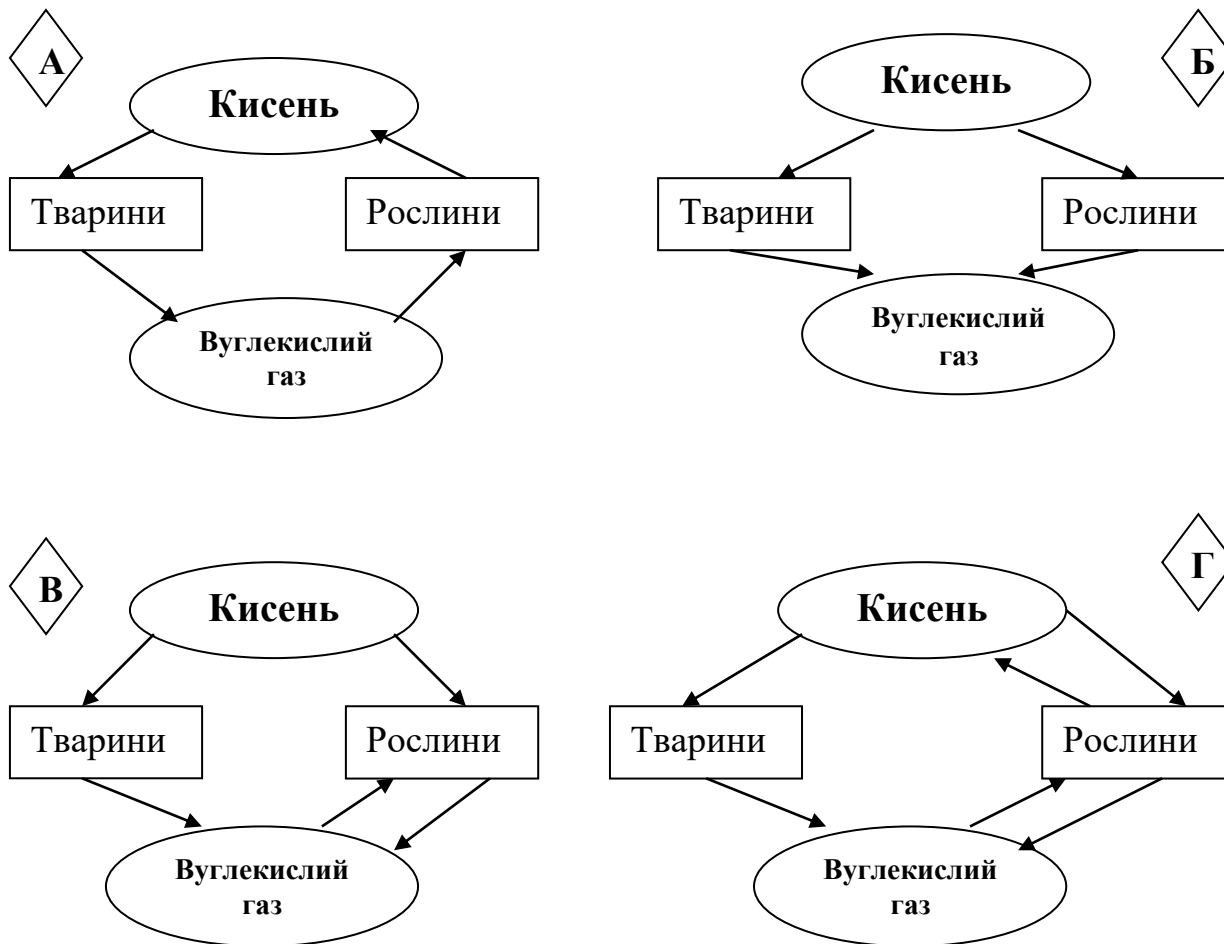 А
Кисень
Тварини
Рослини
Вуглекислий
газ
Б
Кисень
Тварини
Рослини
Вуглекислий
газ
В
Кисень
Тварини
Рослини
Вуглекислий
газ
Г
Кисень
Тварини
Рослини
Вуглекислий
газ